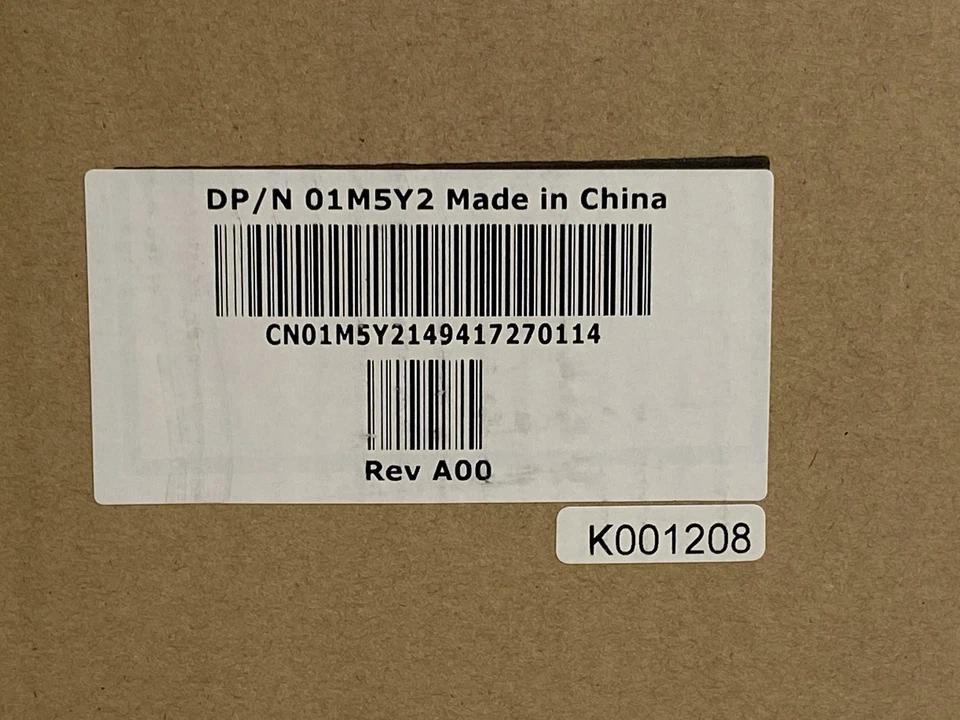 DP/N 01M5Y2 Made in China
CN01M5Y2149417270114
Rev A00
K001208